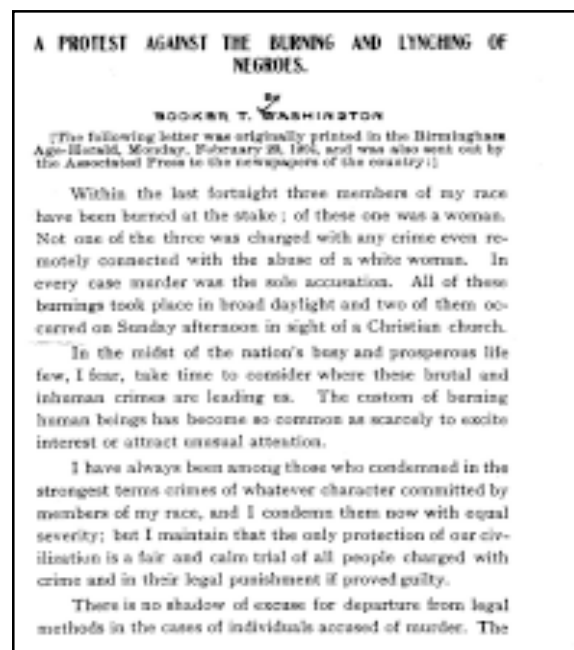 A PROTEST AGAINST THE BURNING AND LYNCHING OF
NEGROES.
By
BOOKER T. WASHINGTON
[The following letter was originally printed in the Birmingham
Age-Herald, Monday, February 1904, and was also sent out by
the Associated Press to the newspapers of the country:]
Within the last fortnight three members of my race
have been burned at the stake; of these one was a woman.
Not one of the three was charged with any crime even re-
motely connected with the abuse of a white woman. In
every case murder was the sole accusation. All of these
burnings took place in broad daylight and two of them oc-
curred on Sunday afternoon in sight of a Christian church.
In the midst of the nation's busy and prosperous life
few, I fear, take time to consider where these brutal and
inhuman crimes are leading us. The custom of burning
human beings has become so common as scarcely to excite
interest or attract unusual attention.
I have always been among those who condemned in the
strongest terms crimes of whatever character committed by
members of my race, and I condemn them now with equal
severity; but I maintain that the only protection of our civ-
ilization is a fair and calm trial of all people charged with
crime and in their legal punishment if proved guilty.
There is no shadow of excuse for departure from legal
methods in the cases of individuals accused of murder. The